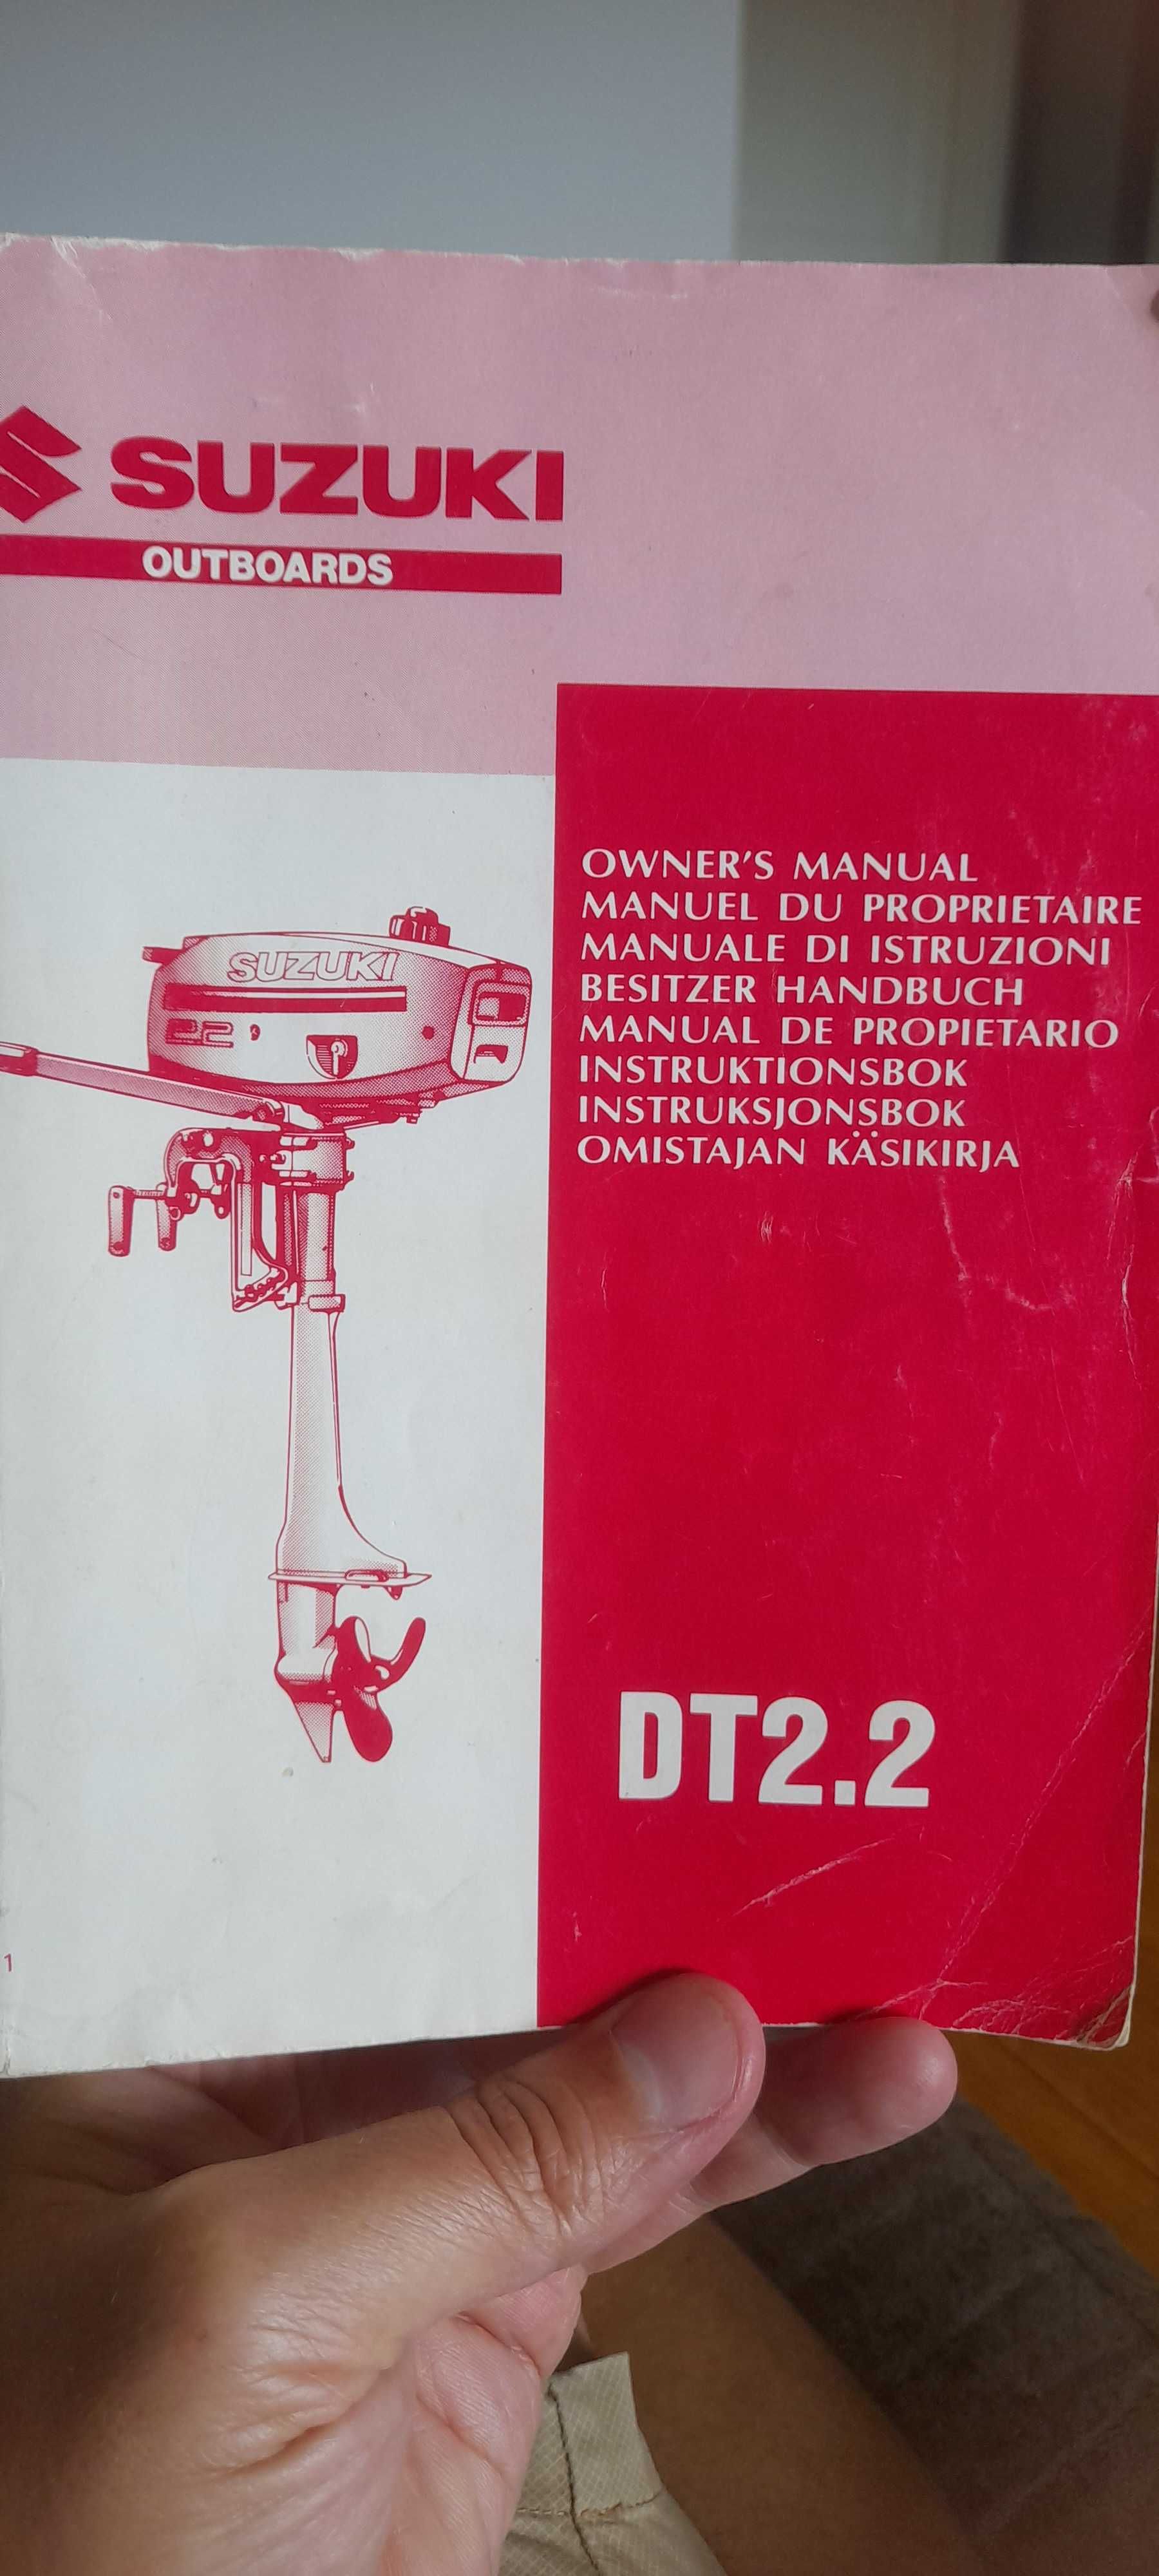 SUZUKI
OUTBOARDS
OWNER'S MANUAL
MANUEL DU PROPRIETAIRE
MANUALE DI ISTRUZIONI
BESITZER HANDBUCH
MANUAL DE PROPIETARIO
INSTRUKTIONSBOK
INSTRUKSJONSBOK
OMISTAJAN KÄSIKIRJA
SUZUKI
2.2
DT2.2
1